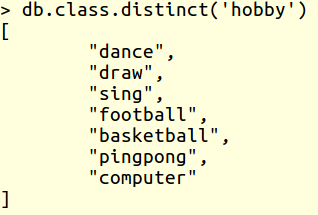 > db.class.distinct('hobby')
[
        "dance",
        "draw",
        "sing",
        "football",
        "basketball",
        "pingpong",
        "computer"
]